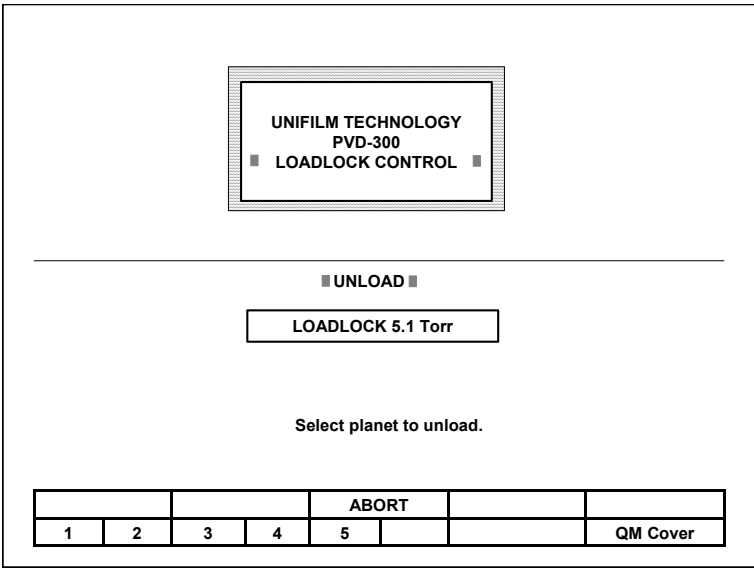 UNIFILM TECHNOLOGY
PVD-300
LOADLOCK CONTROL
UNLOAD
LOADLOCK 5.1 Torr
Select planet to unload.
ABORT
1 2 3 4 5 QM Cover